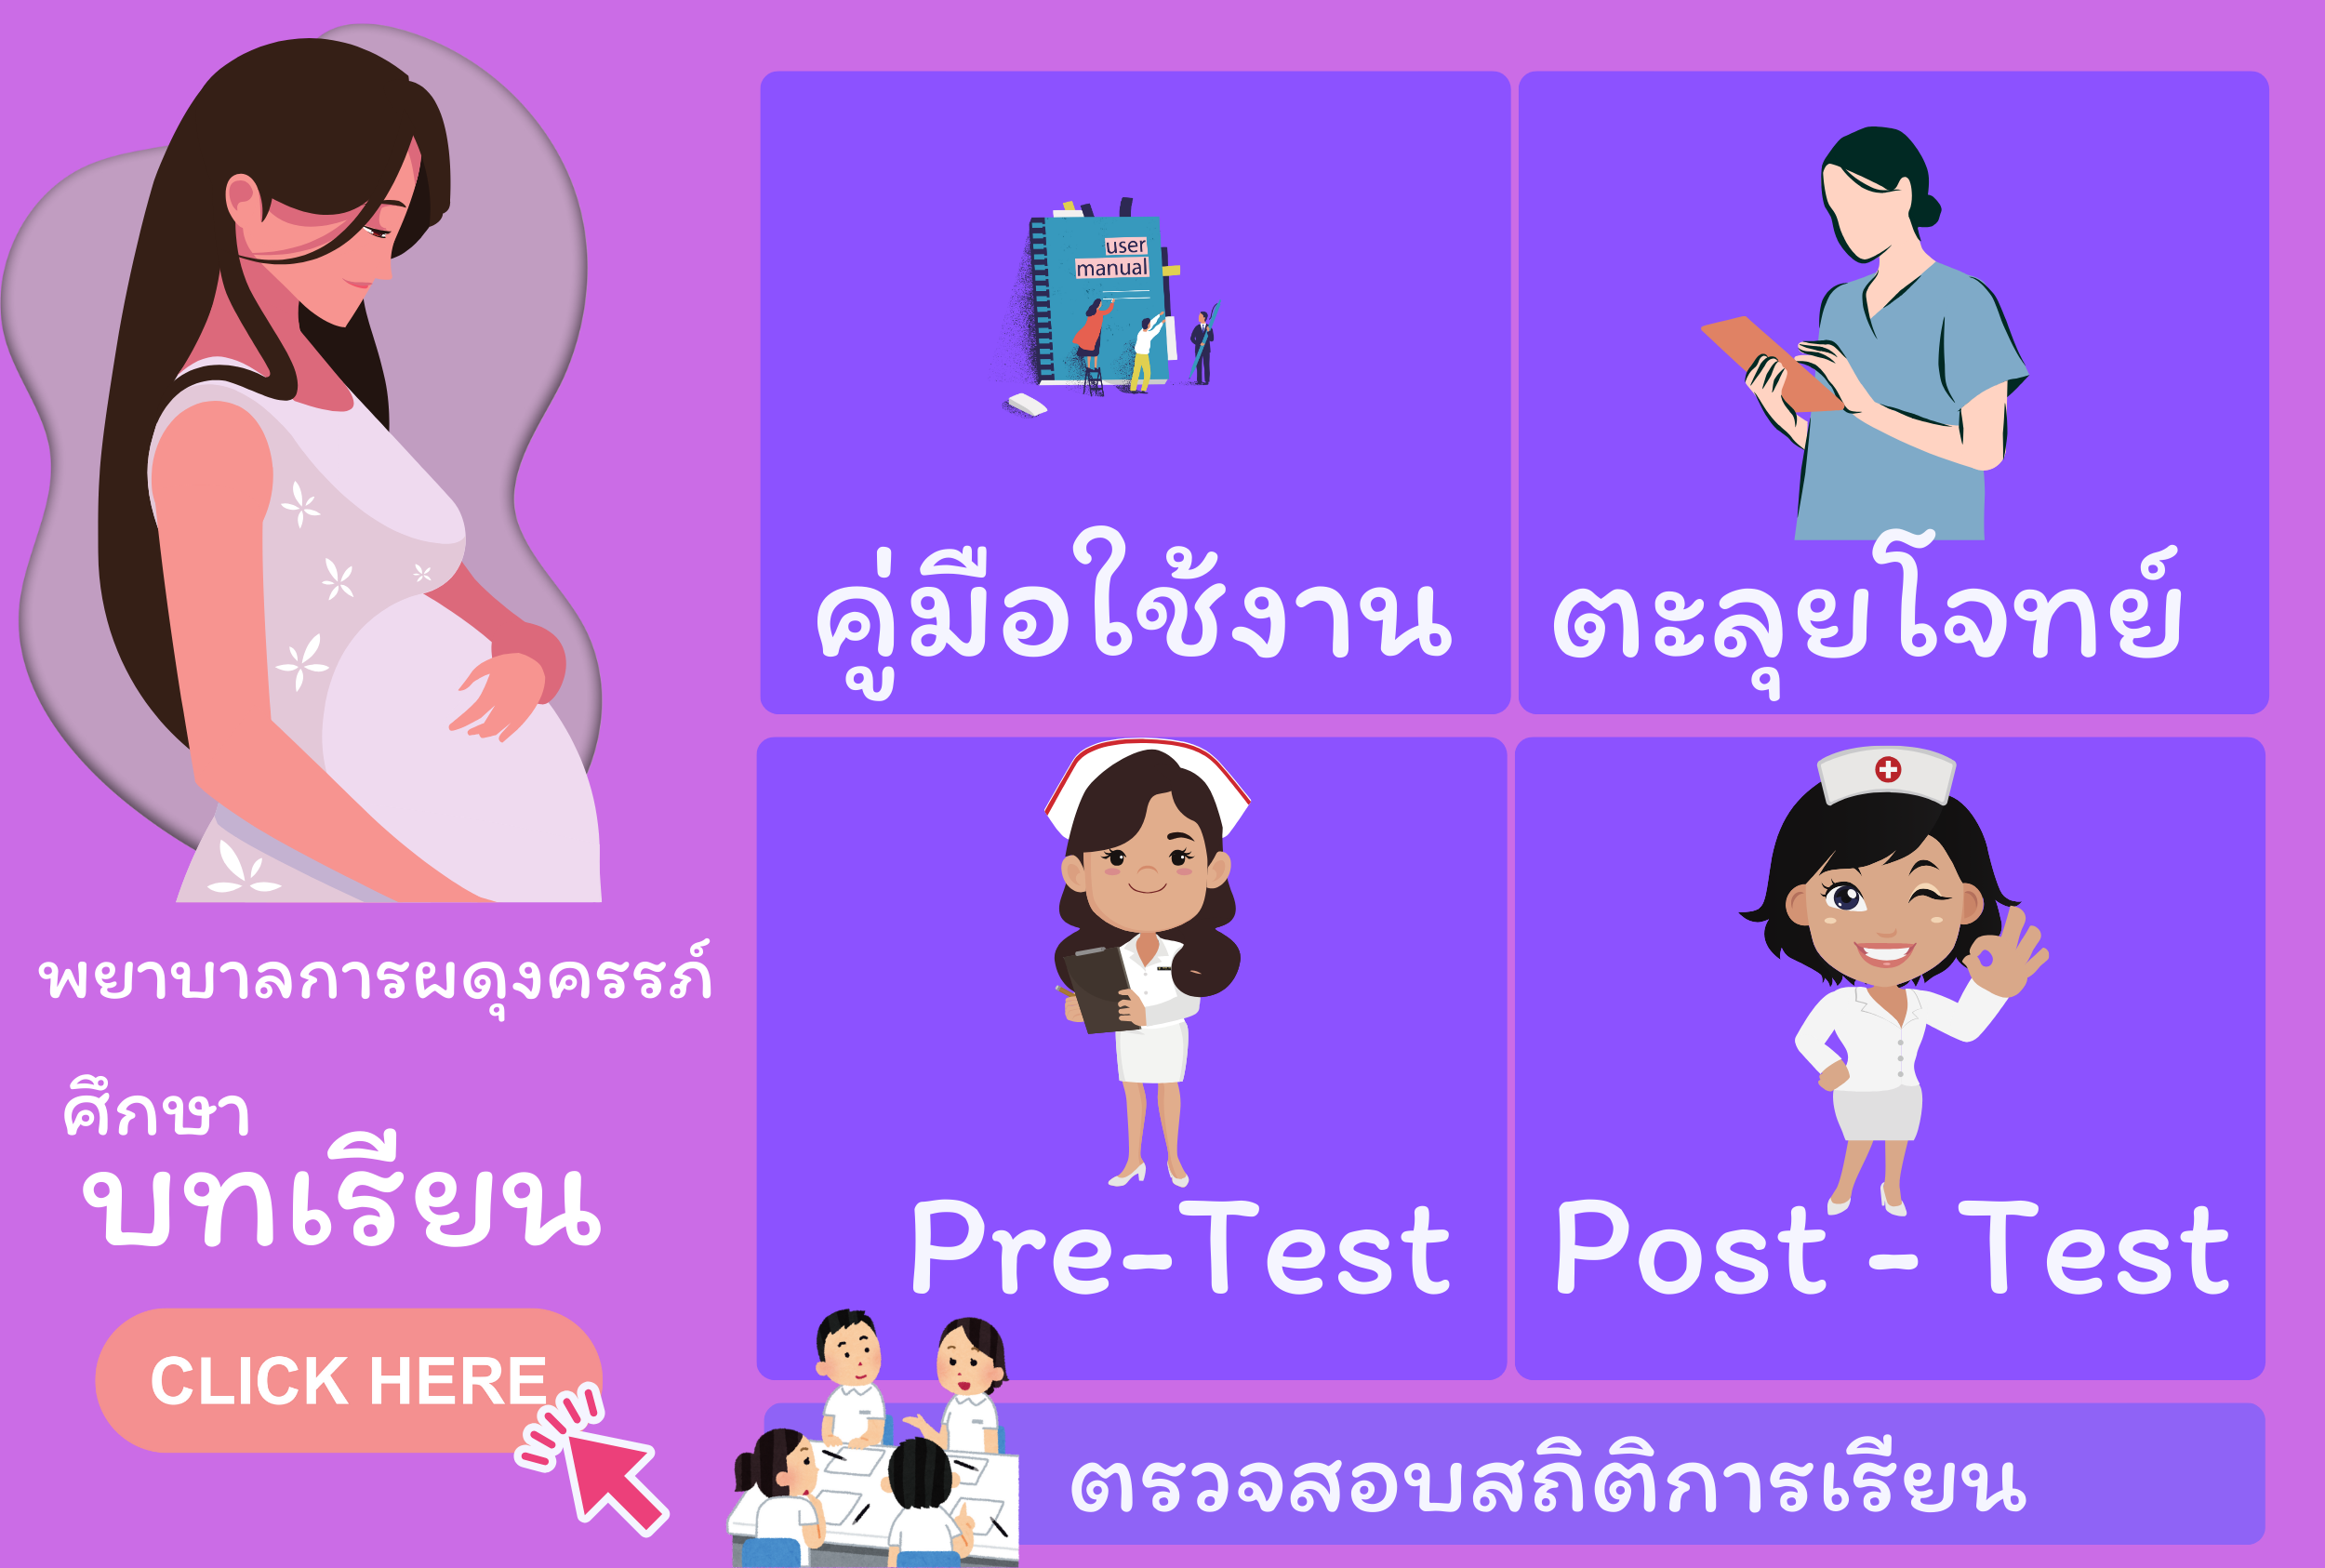 พยาบาลการผดุงครรภ์
ศึกษา
บทเรียน
CLICK HERE
user
manual
คู่มือใช้งาน
ตะลุยโจทย์
Pre-Test
Post - Test
ตรวจสอบสถิติการเรียน